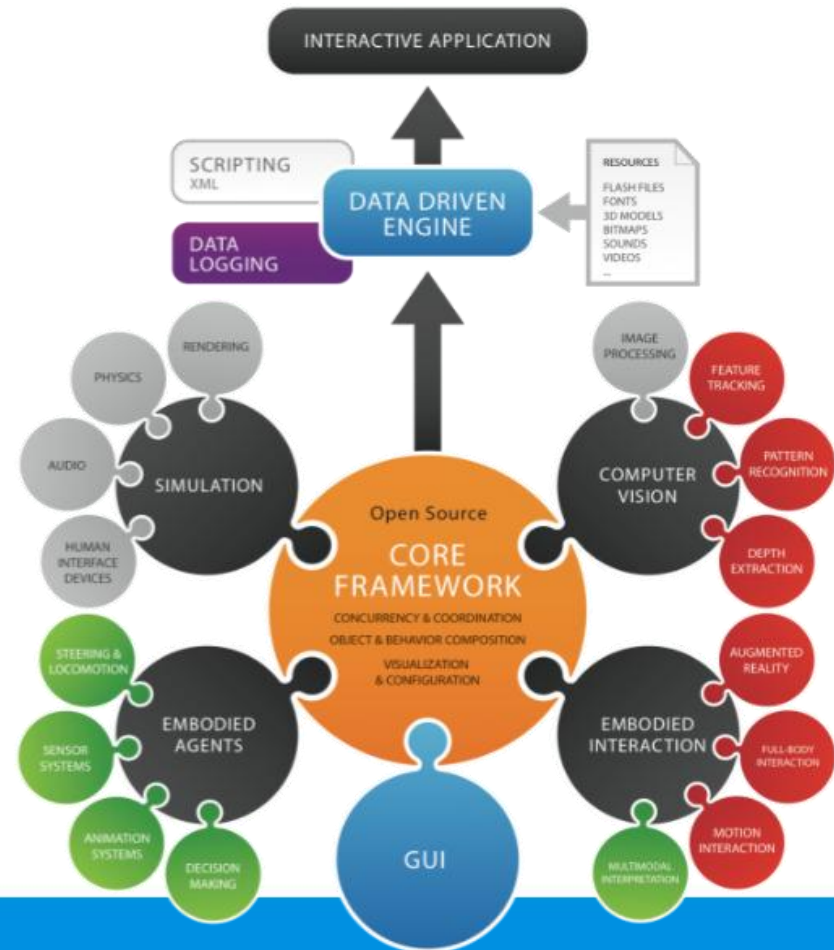 INTERACTIVE APPLICATION
SCRIPTING
XML
DATA DRIVEN
ENGINE
DATA
LOGGING
RESOURCES
FLASH FILES
FONTS
3D MODELS
BITMAPS
SOUNDS
VIDEOS
...
RENDERING
PHYSICS
AUDIO
HUMAN
INTERFACE
DEVICES
SIMULATION
IMAGE
PROCESSING
FEATURE
TRACKING
PATTERN
RECOGNITION
DEPTH
EXTRACTION
COMPUTER
VISION
Open Source
CORE
FRAMEWORK
CONCURRENCY & COORDINATION
OBJECT & BEHAVIOR COMPOSITION
VISUALIZATION
& CONFIGURATION
STEERING &
LOCOMOTION
SENSOR
SYSTEMS
ANIMATION
SYSTEMS
DECISION
MAKING
EMBODIED
AGENTS
AUGMENTED
REALITY
FULL-BODY
INTERACTION
MOTION
INTERACTION
MULTIMODAL
INTERPRETATION
EMBODIED
INTERACTION
GUI